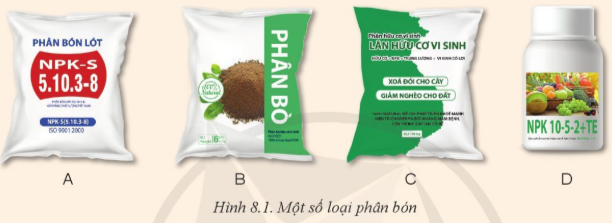 PHÂN BÓN LÓT
NPK-S
5.10.3-8
NPK-S(5.10.3-8)
ISO 9001:2000
Natural
PHÂN BÒ
Phân hữu cơ vi sinh
LÂN HỮU CƠ VI SINH
HỮU CƠ - NPK - TRUNG LƯỢNG - VI SINH CÓ LỢI
XOÁ ĐÓI CHO CÂY
GIẢM NGHÈO CHO ĐẤT
NPK 10-5-2+TE
A
B
C
D
Hình 8.1. Một số loại phân bón